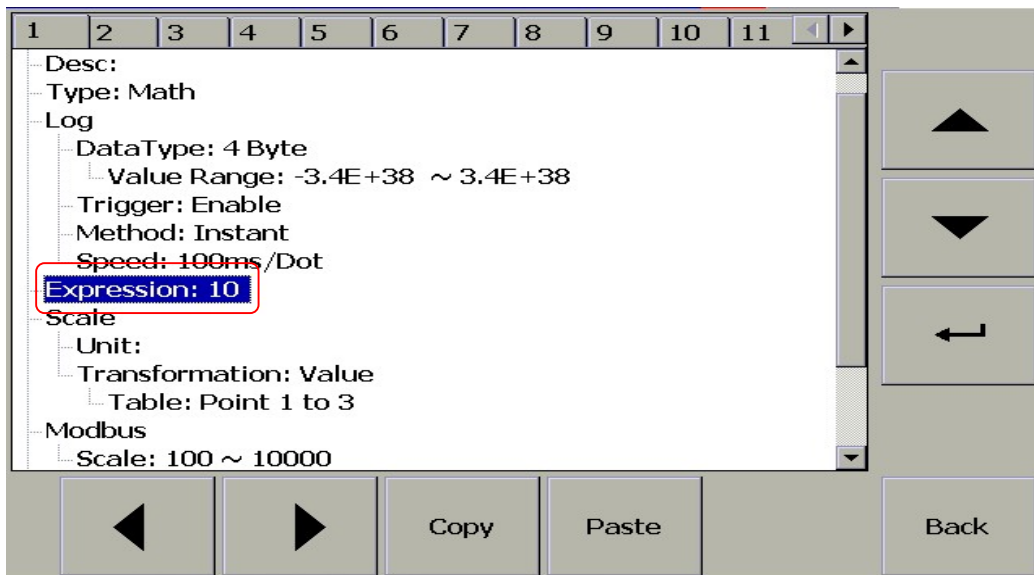 1 2 3 4 5 6 7 8 9 10 11
Desc:
Type: Math
Log
DataType: 4 Byte
Value Range: -3.4E+38 ~ 3.4E+38
Trigger: Enable
Method: Instant
Speed: 100ms/Dot
Expression: 10
Scale
Unit:
Transformation: Value
Table: Point 1 to 3
Modbus
Scale: 100 ~ 10000
Copy Paste Back